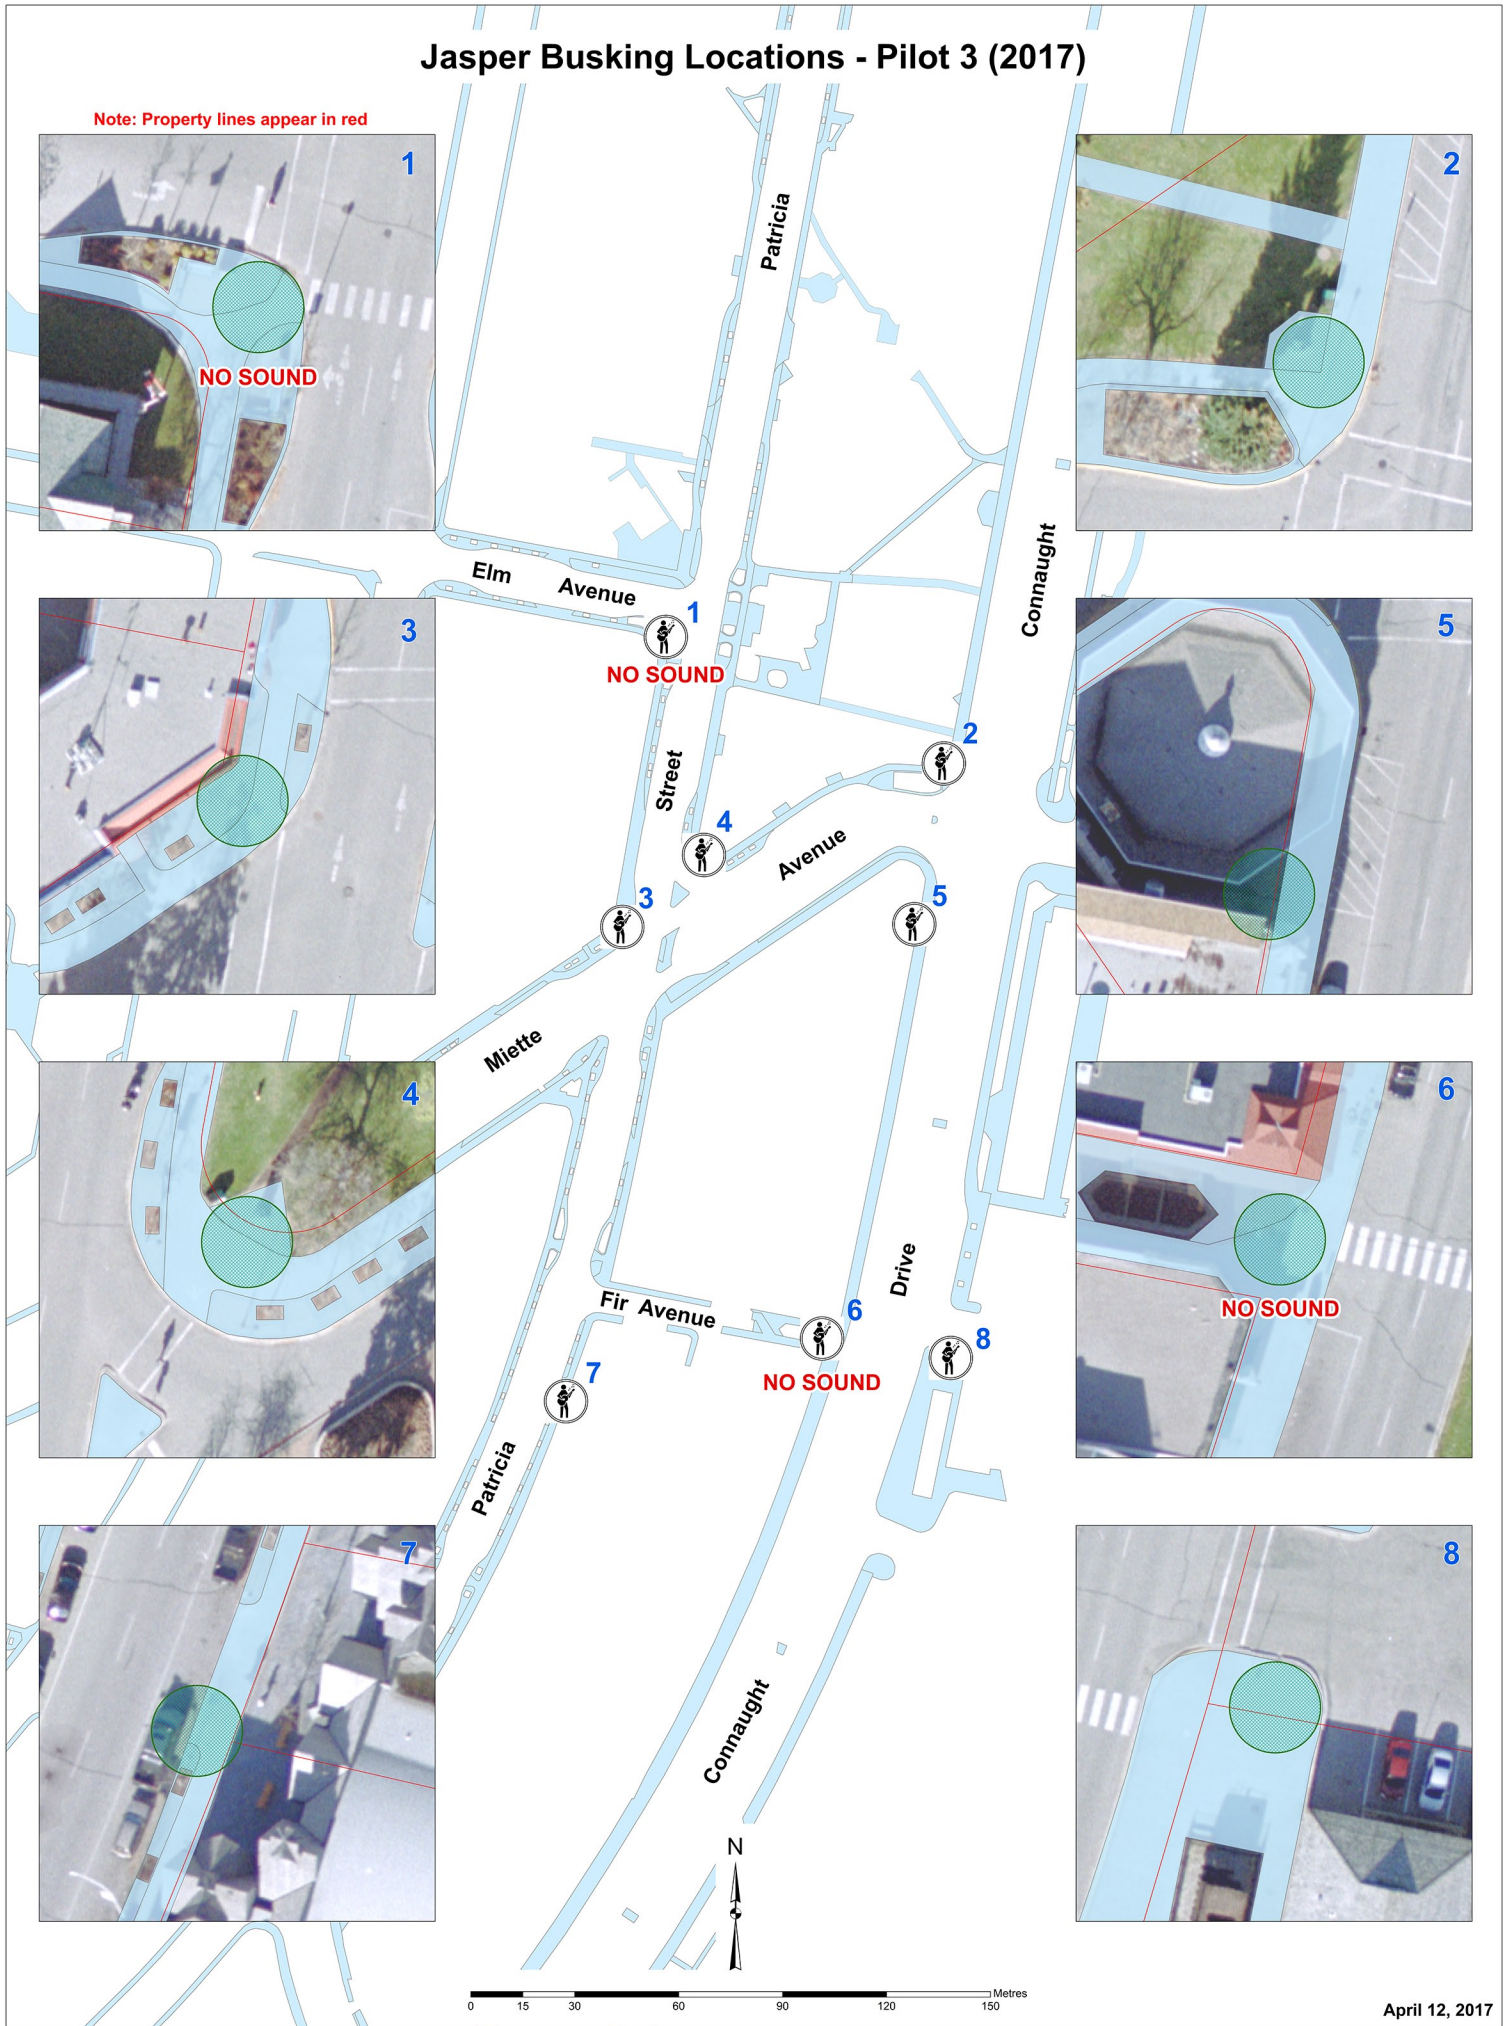 Jasper Busking Locations - Pilot 3 (2017)
Note: Property lines appear in red
1
NO SOUND
2
3
5
4
6
NO SOUND
7
8
Patricia
Connaught
Elm Avenue
1
NO SOUND
2
Street
4
Avenue
3
5
Miette
Drive
Fir Avenue
6
NO SOUND
8
7
Patricia
Connaught
N
Metres
0 15 30 60 90 120 150
April 12, 2017